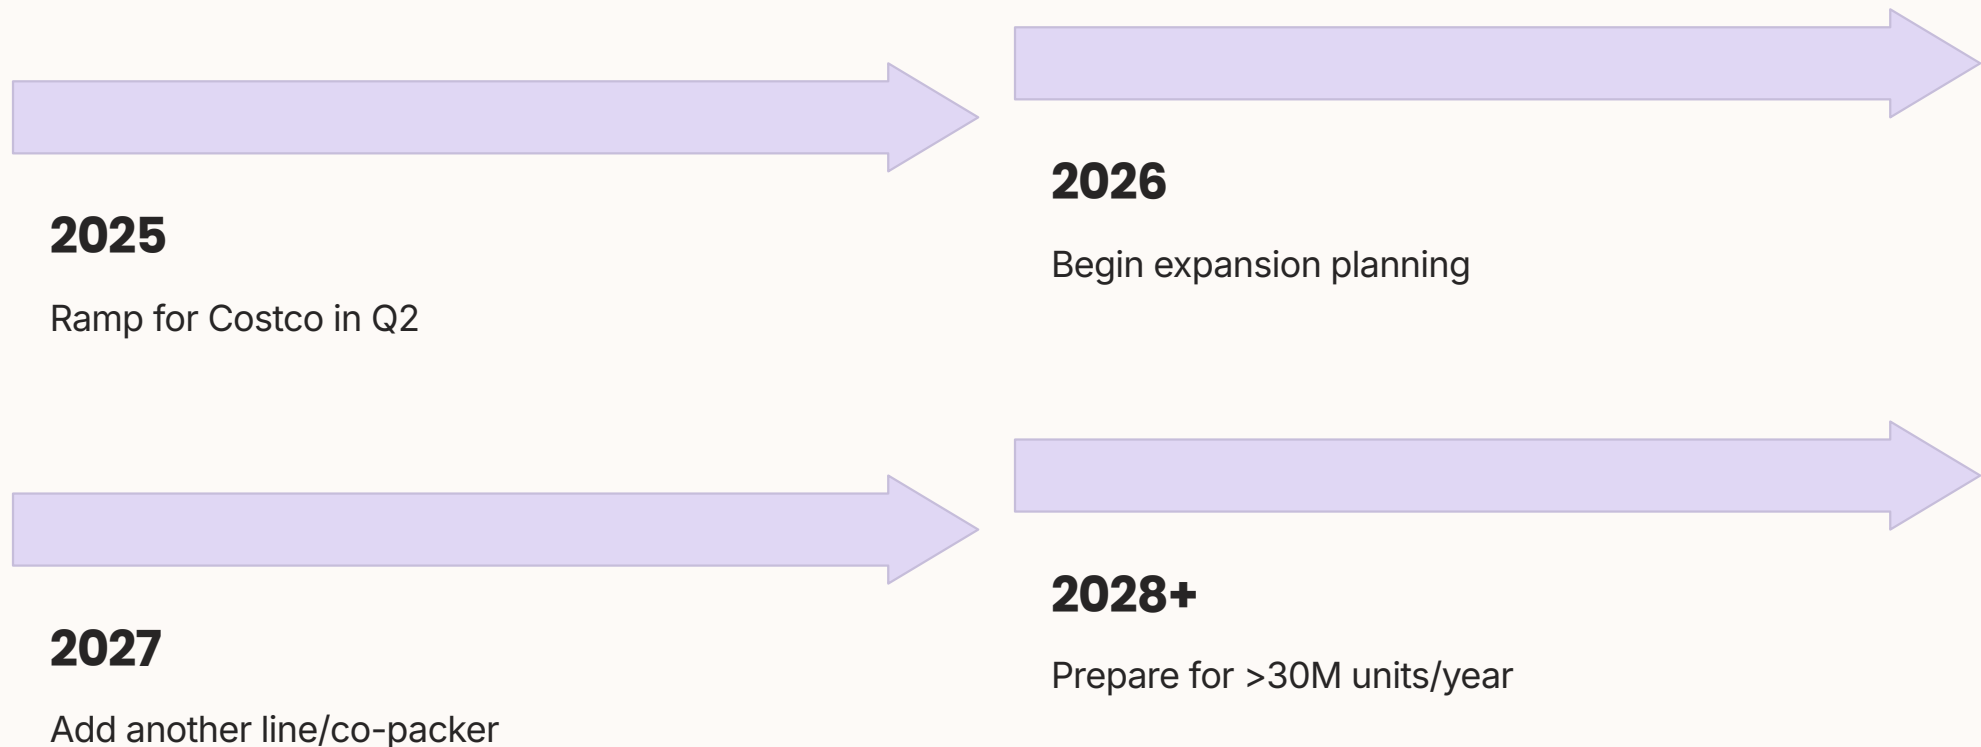 2025
Ramp for Costco in Q2
2026
Begin expansion planning
2027
Add another line/co-packer
2028+
Prepare for >30M units/year